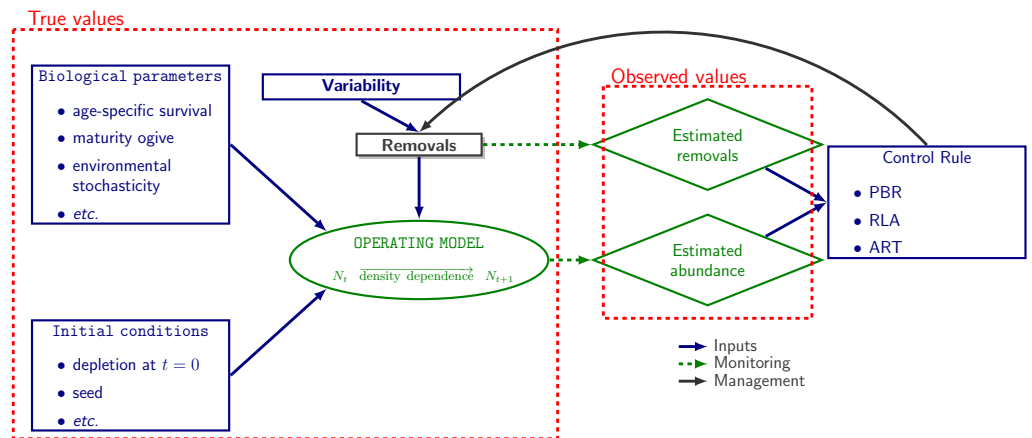 True values
Biological parameters
• age-specific survival
• maturity ogive
• environmental
stochasticity
• etc.
Variability
Removals
OPERATING MODEL
N_t density dependence N_{t+1}
Initial conditions
• depletion at t = 0
• seed
• etc.
Observed values
Estimated
removals
Estimated
abundance
Control Rule
• PBR
• RLA
• ART
Inputs
Monitoring
Management